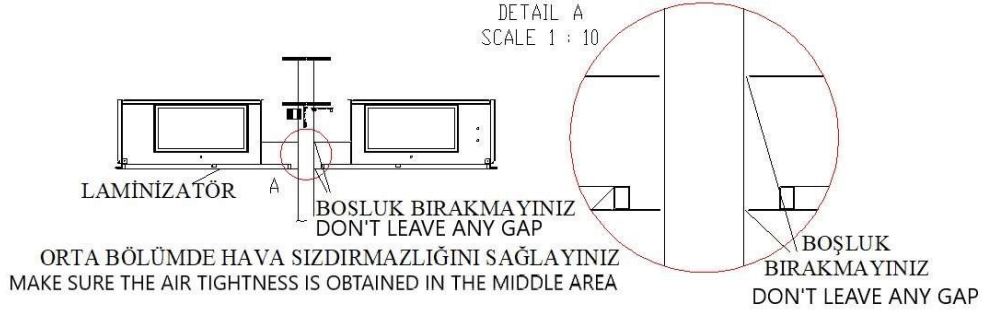 DETAIL A
SCALE 1 : 10
LAMİNİZATÖR
A
BOSLUK BIRAKMAYINIZ
DON'T LEAVE ANY GAP
ORTA BÖLÜMDE HAVA SIZDIRMAZLIĞINI SAĞLAYINIZ
MAKE SURE THE AIR TIGHTNESS IS OBTAINED IN THE MIDDLE AREA
BOŞLUK
BIRAKMAYINIZ
DON'T LEAVE ANY GAP